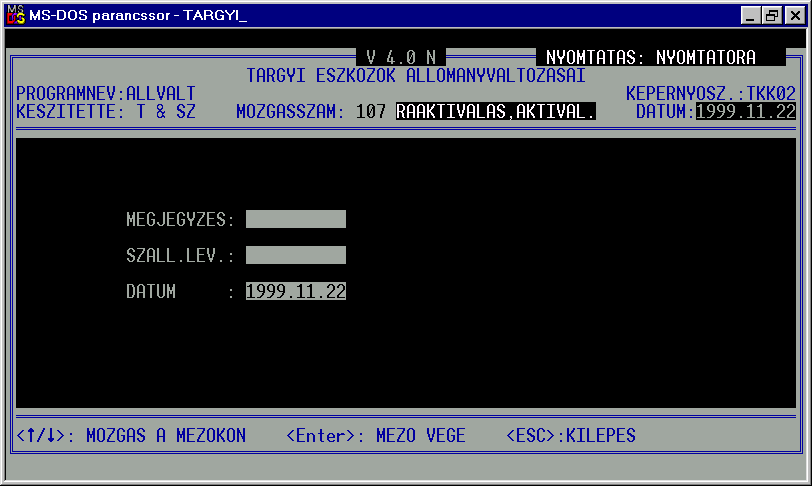 MS-DOS parancssor - TARGYI_
V 4.0 N NYOMTATAS: NYOMTATORA
TARGYI ESZKOZOK ALLOMANYVALTOZASAI
PROGRAMNEV:ALLVALT KEPERNYOSZ.:TKK02
KESZITETTE: T & SZ MOZGASSZAM: 107 RAAKTIVALAS,AKTIVAL. DATUM:1999.11.22
MEGJEGYZES:
SZALL.LEV.:
DATUM : 1999.11.22
<↑/↓>: MOZGAS A MEZOKON <Enter>: MEZO VEGE <ESC>:KILEPES